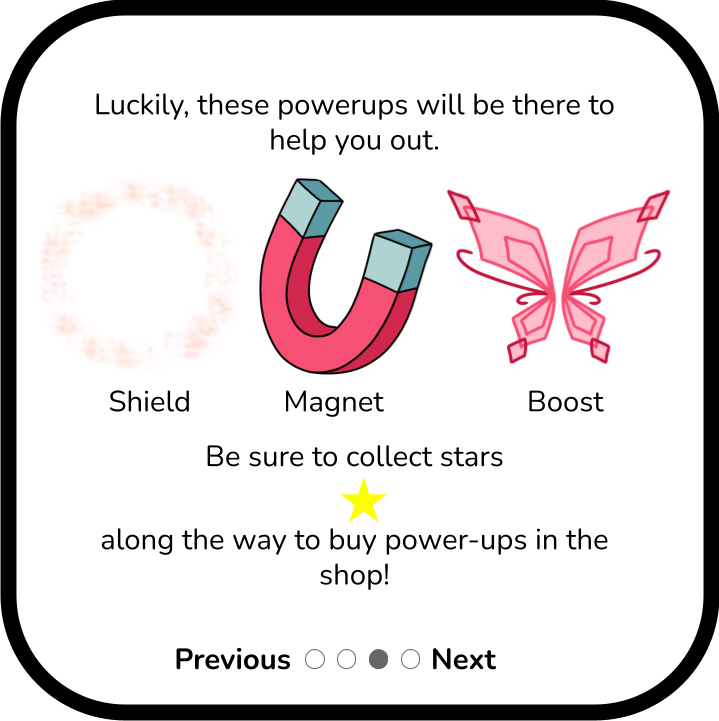 Luckily, these powerups will be there to
help you out.
Shield Magnet Boost
Be sure to collect stars
along the way to buy power-ups in the
shop!
Previous Next